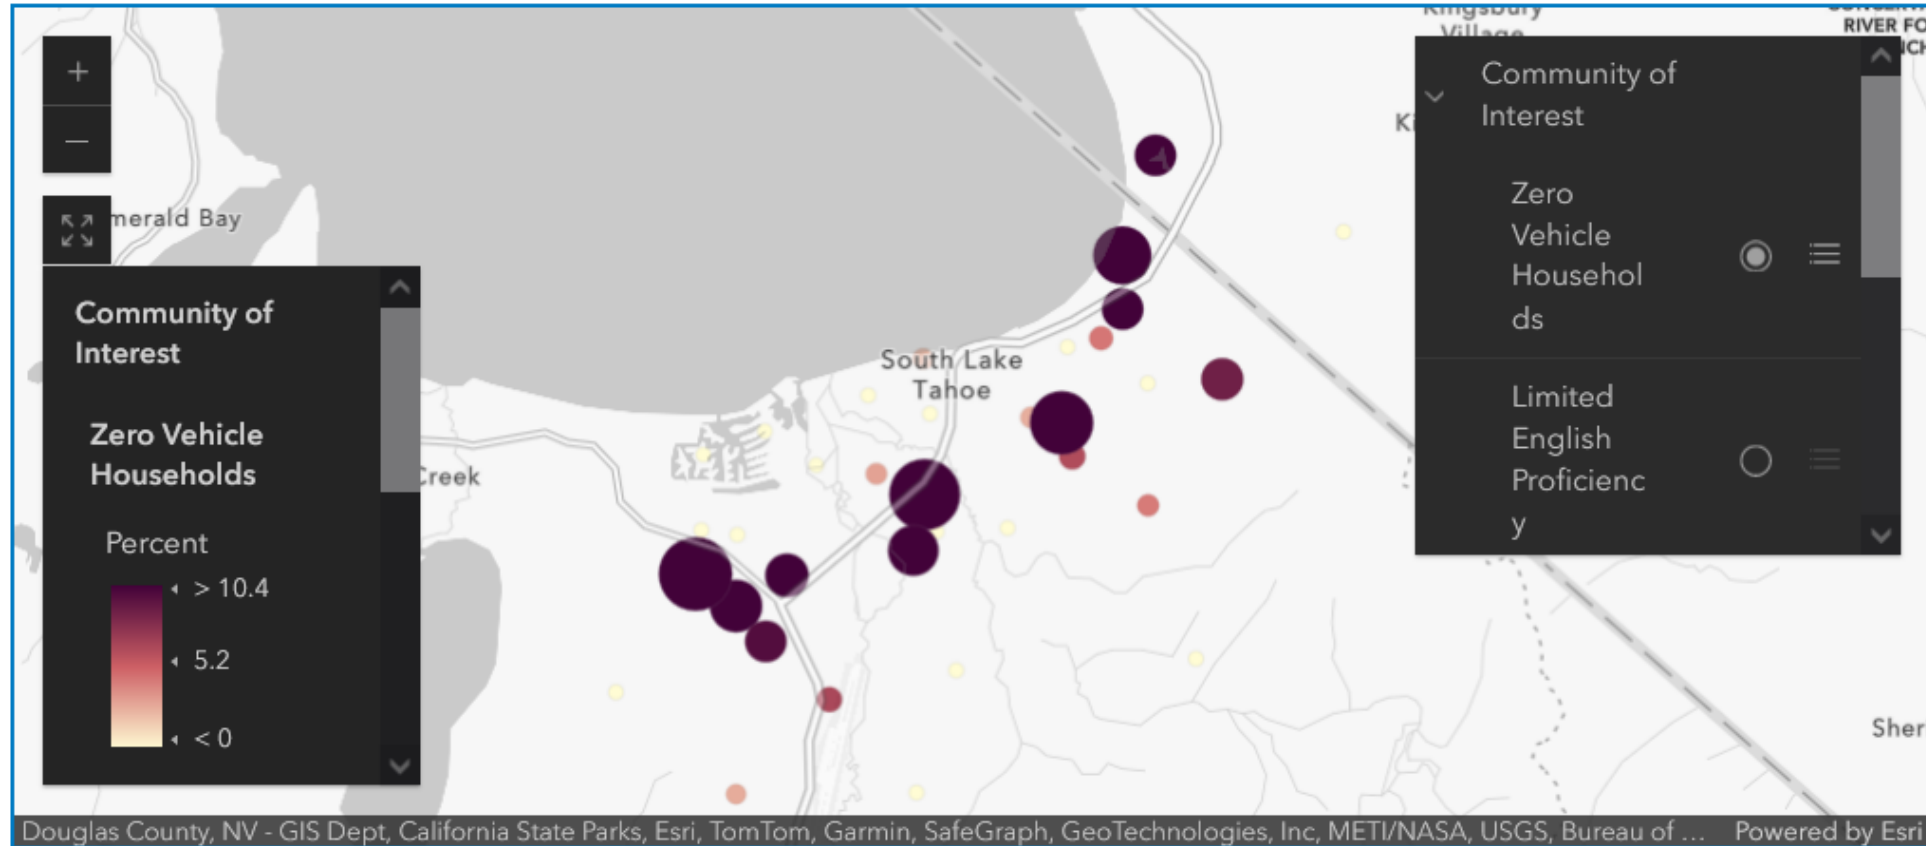 Kingsbury
Village
RIVER FO
+
−
Community of
Interest
Zero
Vehicle
Househol
ds
Limited
English
Proficienc
y
merald Bay
Community of
Interest
Zero Vehicle
Households
Percent
> 10.4
5.2
< 0
South Lake
Tahoe
Creek
Ki
Sher
Douglas County, NV - GIS Dept, California State Parks, Esri, TomTom, Garmin, SafeGraph, GeoTechnologies, Inc, METI/NASA, USGS, Bureau of ...
Powered by Esri